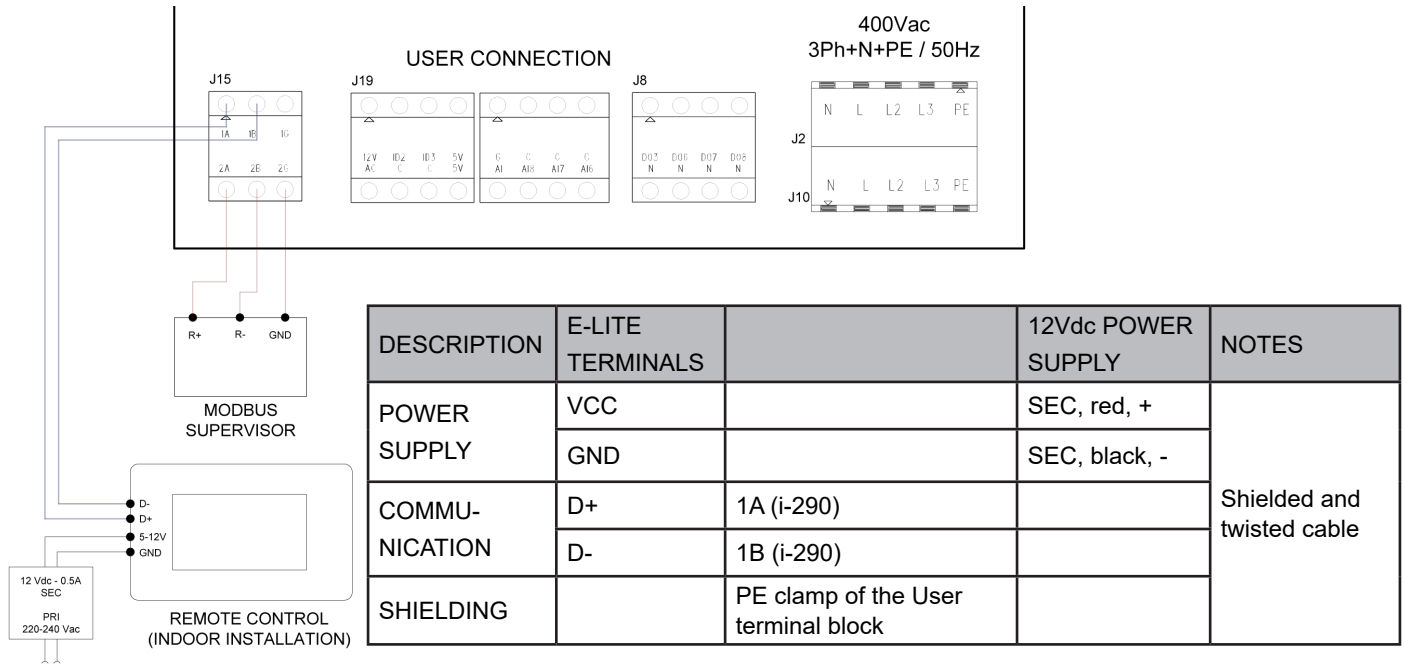 400Vac
3Ph+N+PE / 50Hz
USER CONNECTION
J15
J19
J8
1A 1B 1G
2A 2B 2G
12V ID2 ID3 5V
AC C C 5V
G C C C
AI AI8 AI7 AI6
DO3 DO6 DO7 DO8
N N N N
N L L2 L3 PE
J2
N L L2 L3 PE
J10
R+ R- GND
MODBUS
SUPERVISOR
D-
D+
5-12V
GND
12 Vdc - 0.5A
SEC
PRI
220-240 Vac
REMOTE CONTROL
(INDOOR INSTALLATION)
DESCRIPTION
E-LITE
TERMINALS
12Vdc POWER
SUPPLY
NOTES
POWER
SUPPLY
VCC
SEC, red, +
GND
SEC, black, -
COMMU-
NICATION
D+
1A (i-290)
D-
1B (i-290)
Shielded and
twisted cable
SHIELDING
PE clamp of the User
terminal block